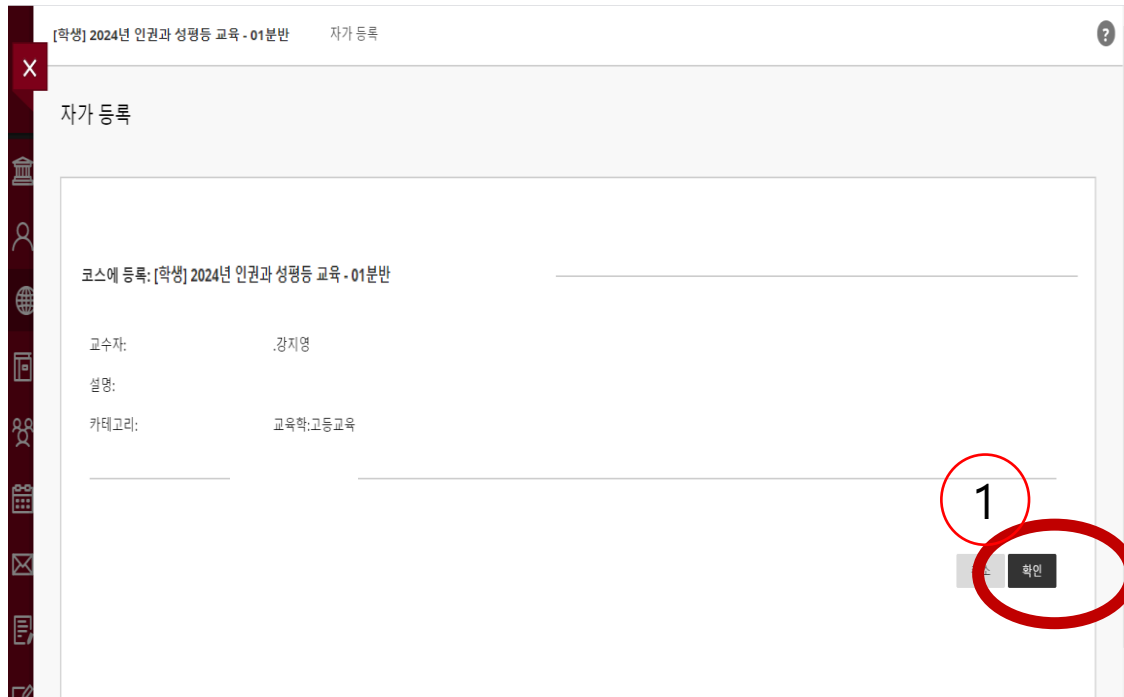 [학생] 2024년 인권과 성평등 교육 - 01분반 자가 등록 ?
X
자가 등록
코스에 등록: [학생] 2024년 인권과 성평등 교육 - 01분반
교수자: .강지영
설명:
카테고리: 교육학:고등교육
1
확인